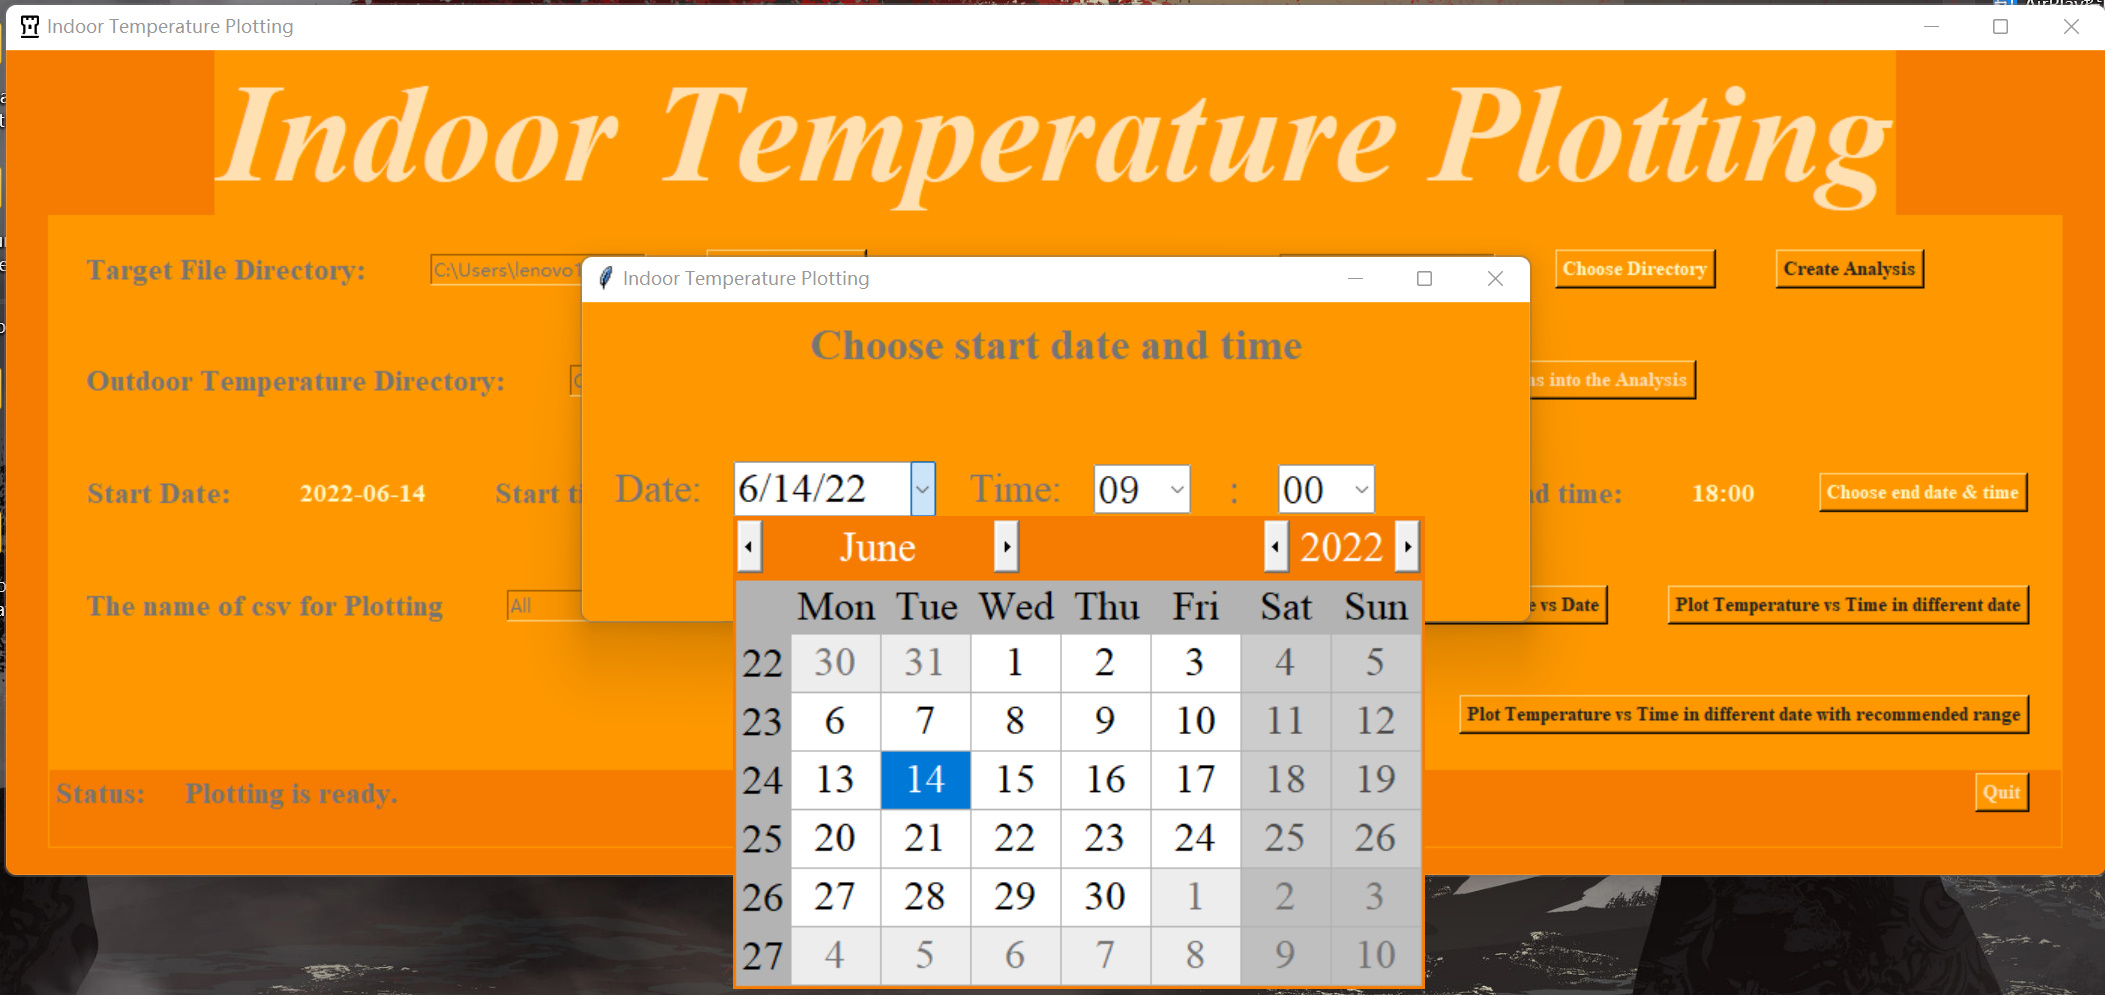 Indoor Temperature Plotting
Indoor Temperature Plotting
Target File Directory:
C:\Users\lenovo1
Choose Directory
Create Analysis
Indoor Temperature Plotting
Choose start date and time
Outdoor Temperature Directory:
into the Analysis
Date: 6/14/22 Time: 09 : 00
Start Date: 2022-06-14 Start
time: 18:00 Choose end date & time
June 2022
Mon Tue Wed Thu Fri Sat Sun
22 30 31 1 2 3 4 5
23 6 7 8 9 10 11 12
24 13 14 15 16 17 18 19
25 20 21 22 23 24 25 26
26 27 28 29 30 1 2 3
27 4 5 6 7 8 9 10
The name of csv for Plotting All
vs Date
Plot Temperature vs Time in different date
Plot Temperature vs Time in different date with recommended range
Status: Plotting is ready.
Quit